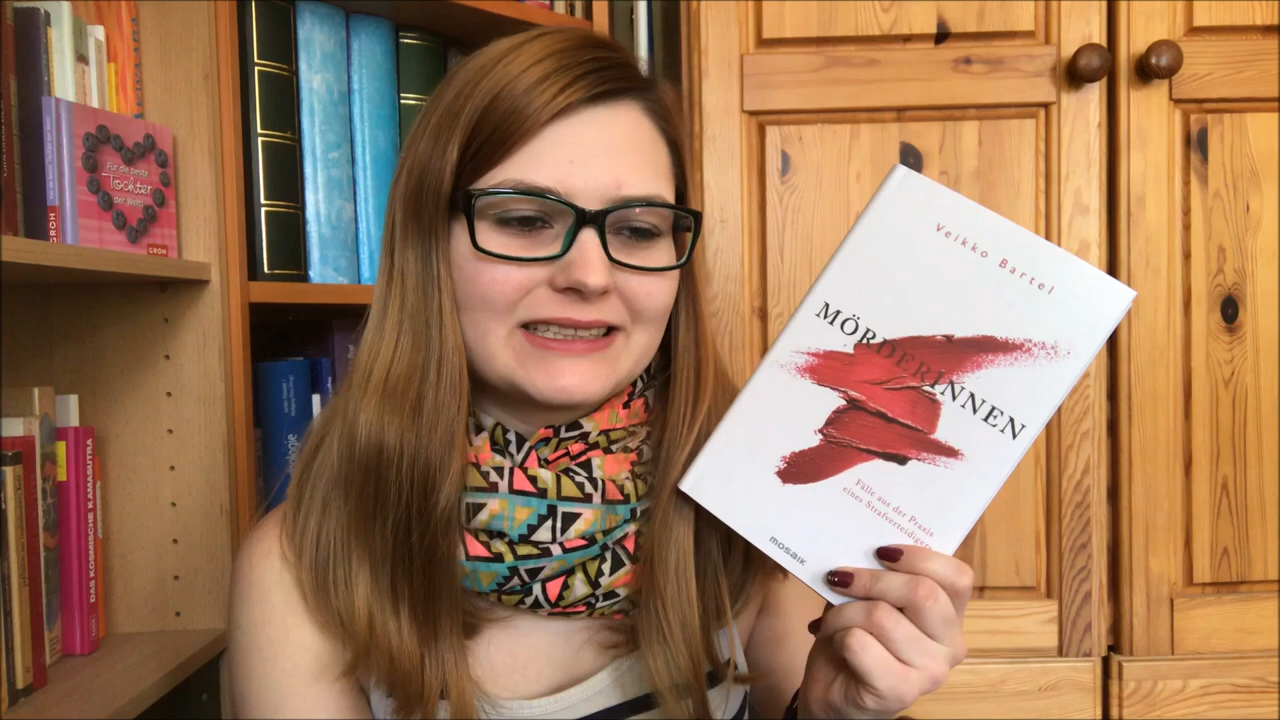 Für die beste
Tochter
der Welt!
GROH
GROH
DAS KOSMISCHE KAMASUTRA
Veikko Bartel
MÖRDERINNEN
Fälle aus der Praxis
eines Strafverteidigers
mosaik